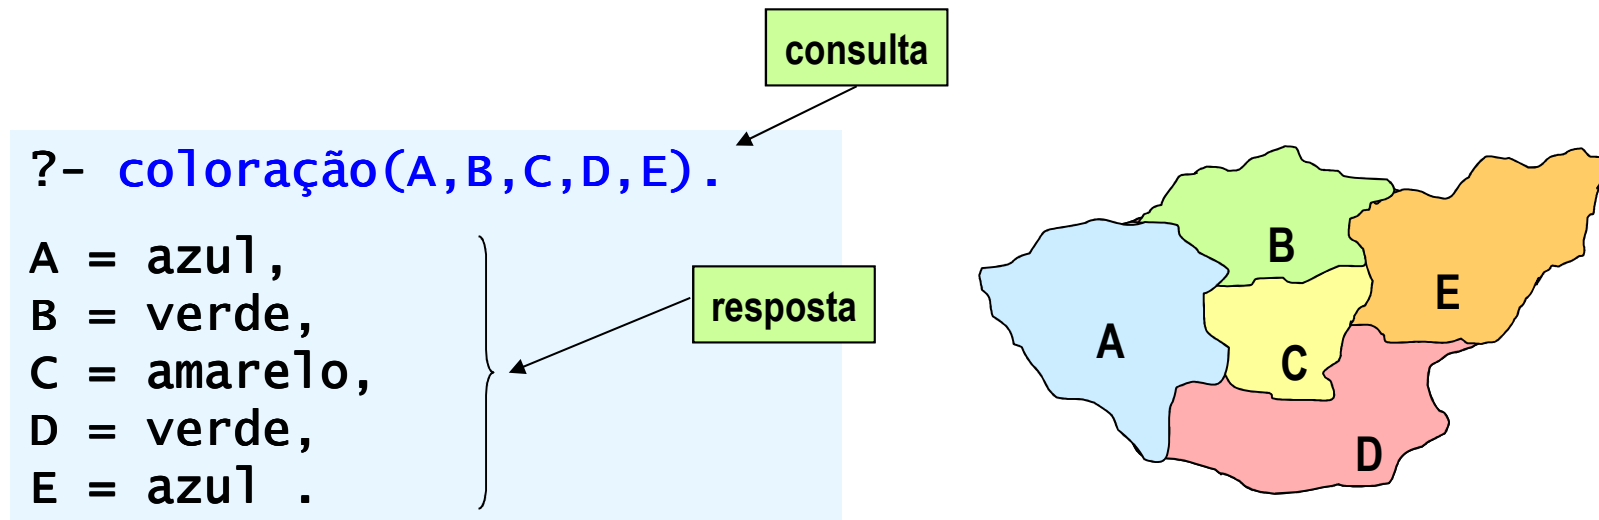 consulta
?- coloração(A,B,C,D,E).
A = azul,
B = verde,
C = amarelo,
D = verde,
E = azul .
resposta
A
B
C
D
E